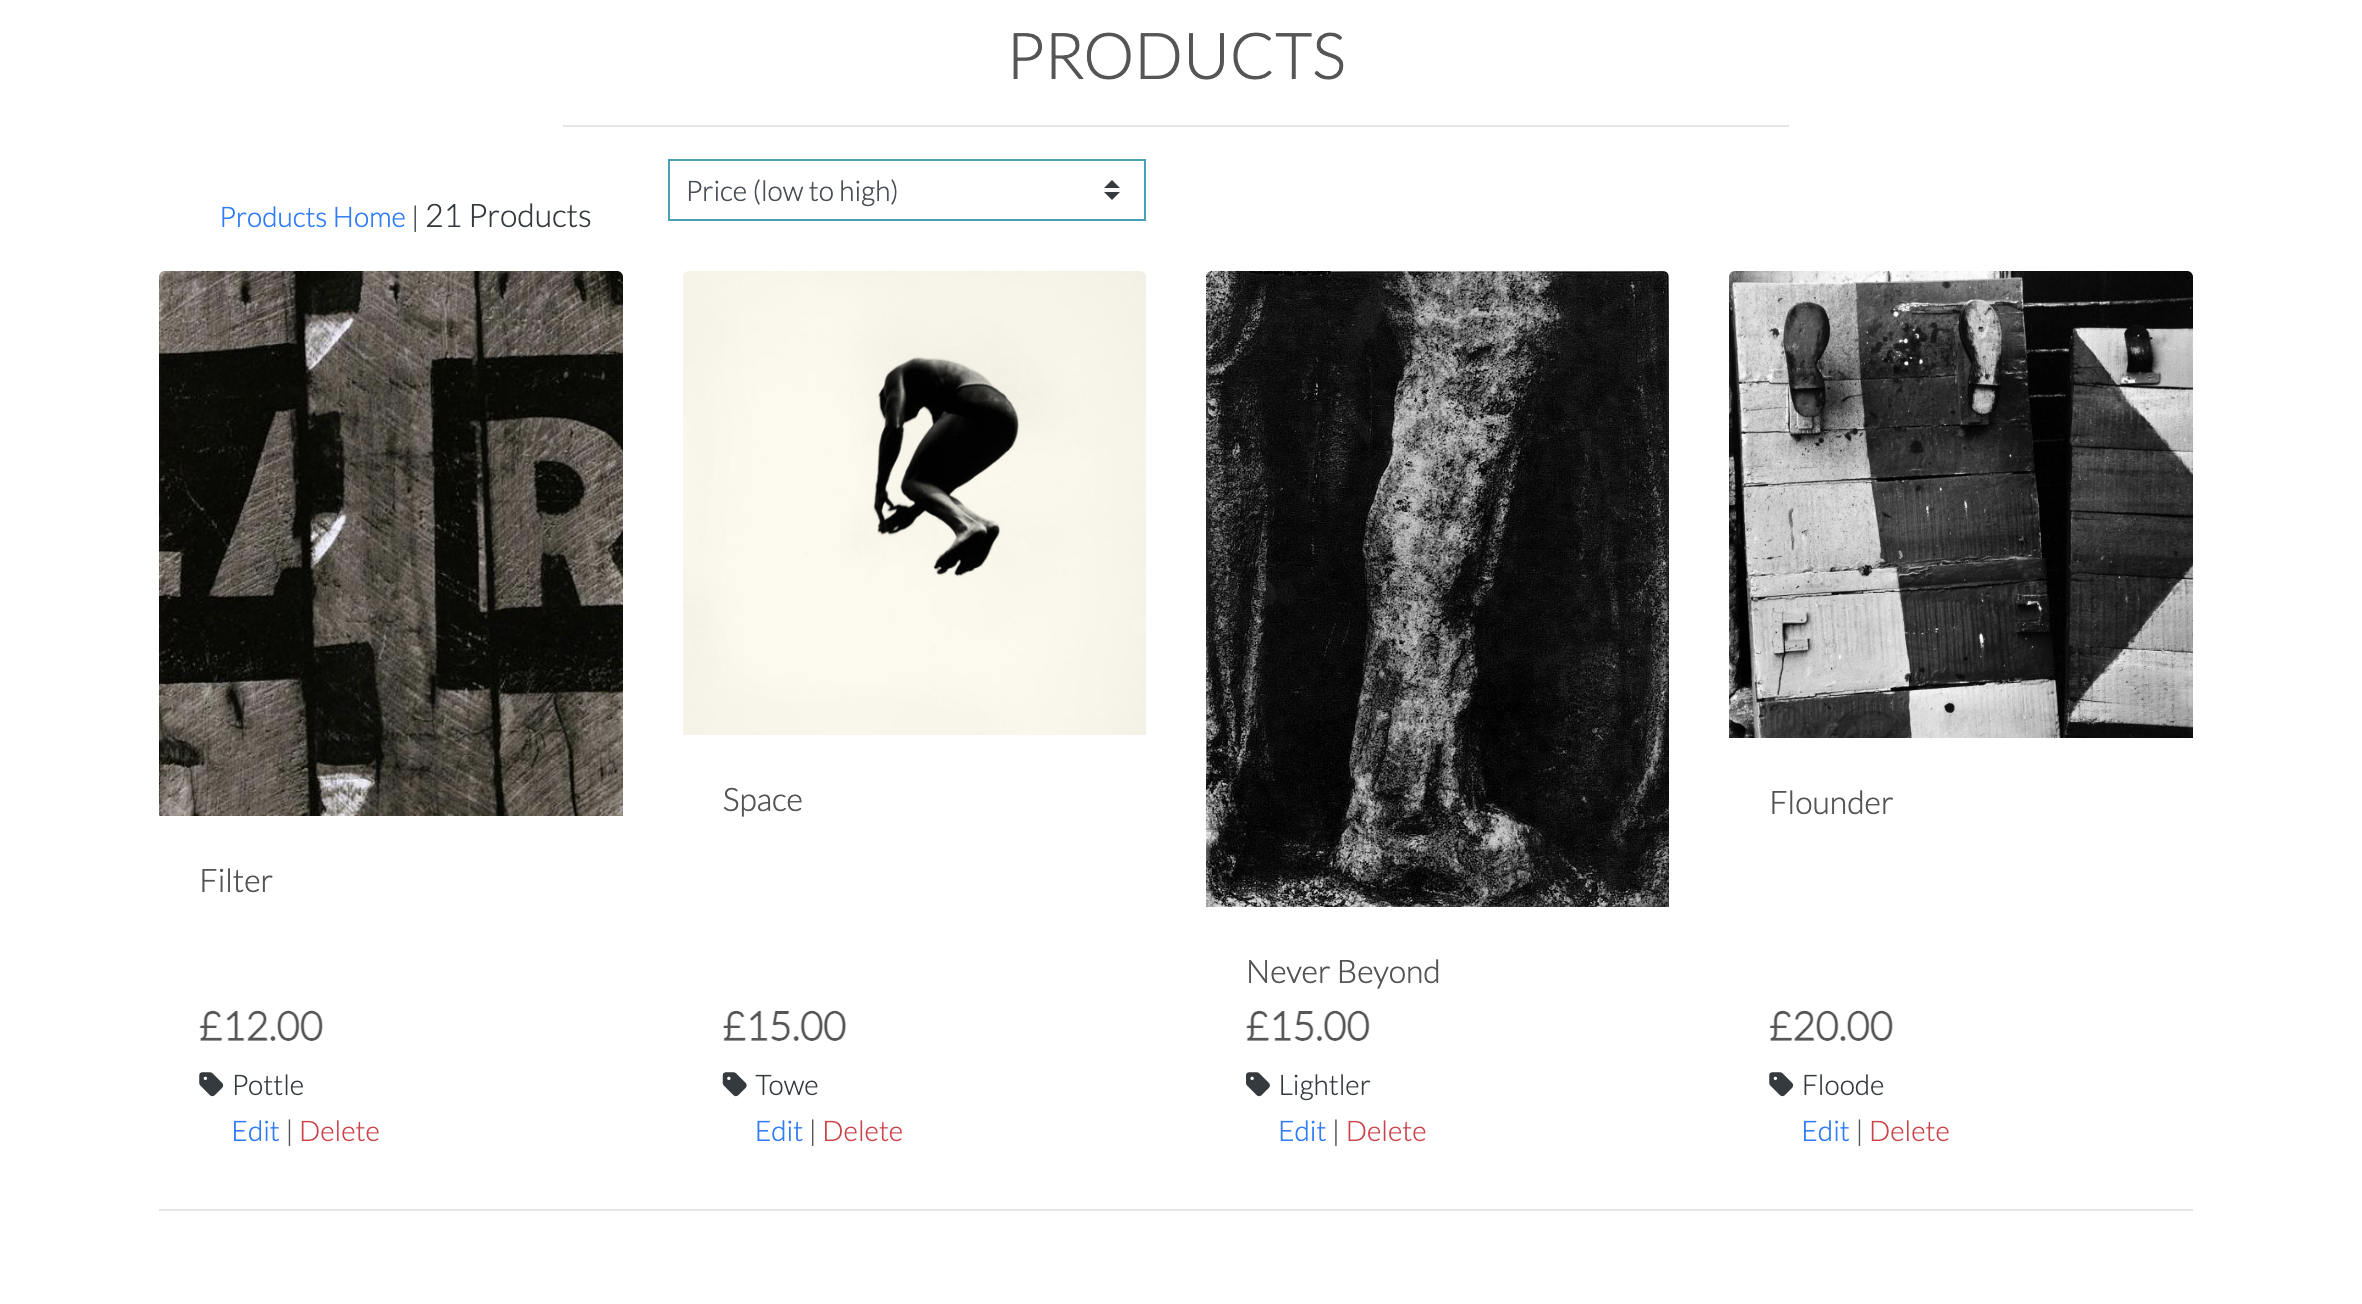 PRODUCTS
Price (low to high)
Products Home | 21 Products
AR
Filter
£12.00
Pottle
Edit | Delete
Space
£15.00
Towe
Edit | Delete
Never Beyond
£15.00
Lightler
Edit | Delete
Flounder
£20.00
Floode
Edit | Delete